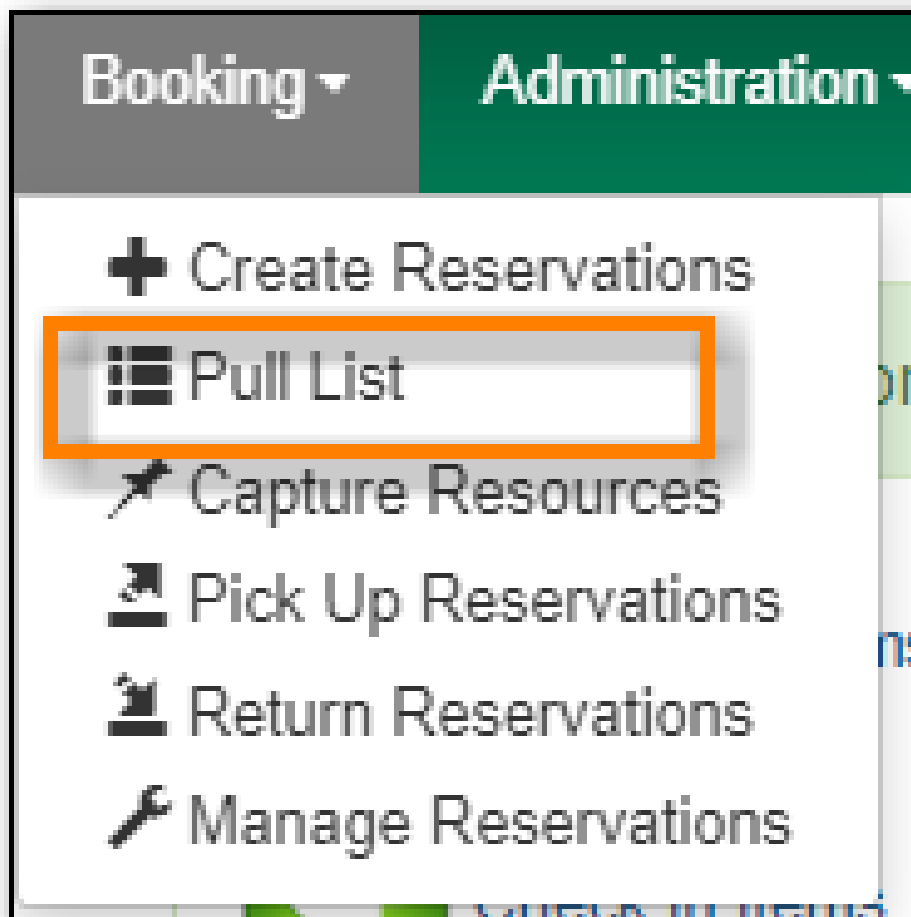 Booking Administration
Create Reservations
Pull List
Capture Resources
Pick Up Reservations
Return Reservations
Manage Reservations